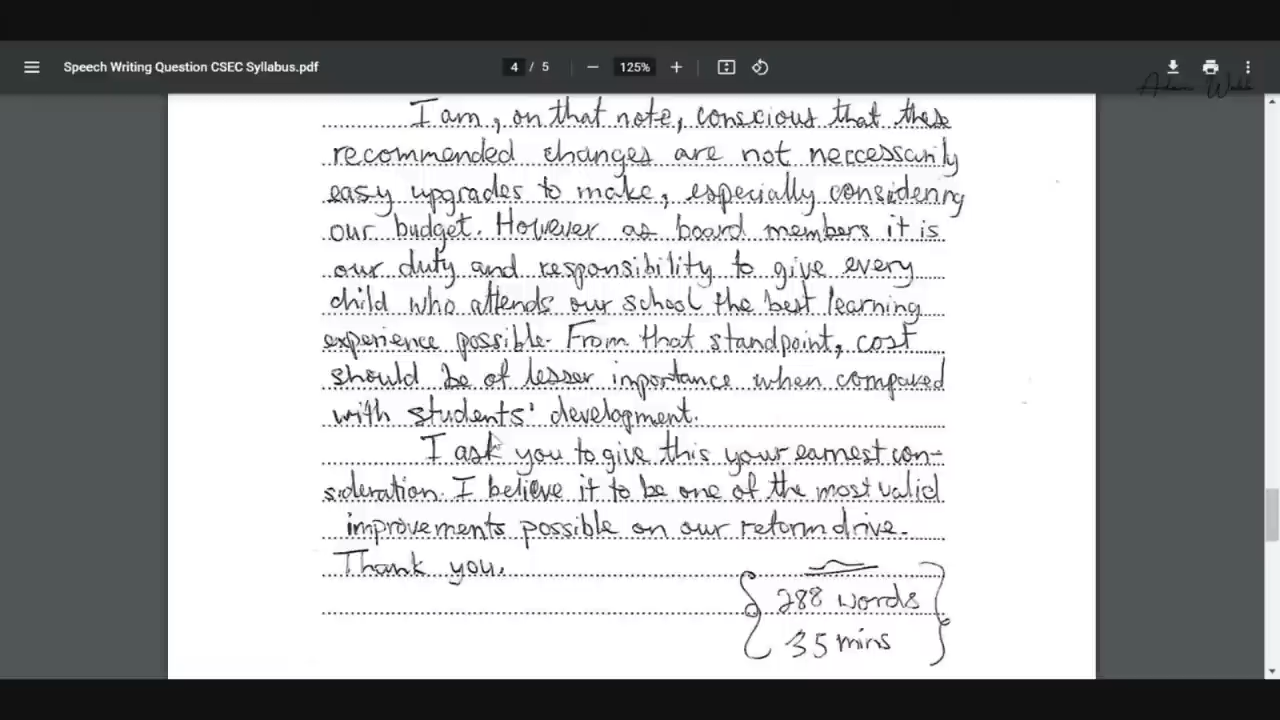 Speech Writing Question CSEC Syllabus.pdf
4 / 5
125%
Adam Webb
I am, on that note, conscious that these
recommended changes are not neccessarily
easy upgrades to make, especially considering
our budget. However as board members it is
our duty and responsibility to give every
child who attends our school the best learning
experience possible. From that standpoint, cost
should be of lesser importance when compared
with students' development.
I ask you to give this your earnest con-
sideration. I believe it to be one of the most valid
improvements possible on our reform drive.
Thank you.
288 words
35 mins